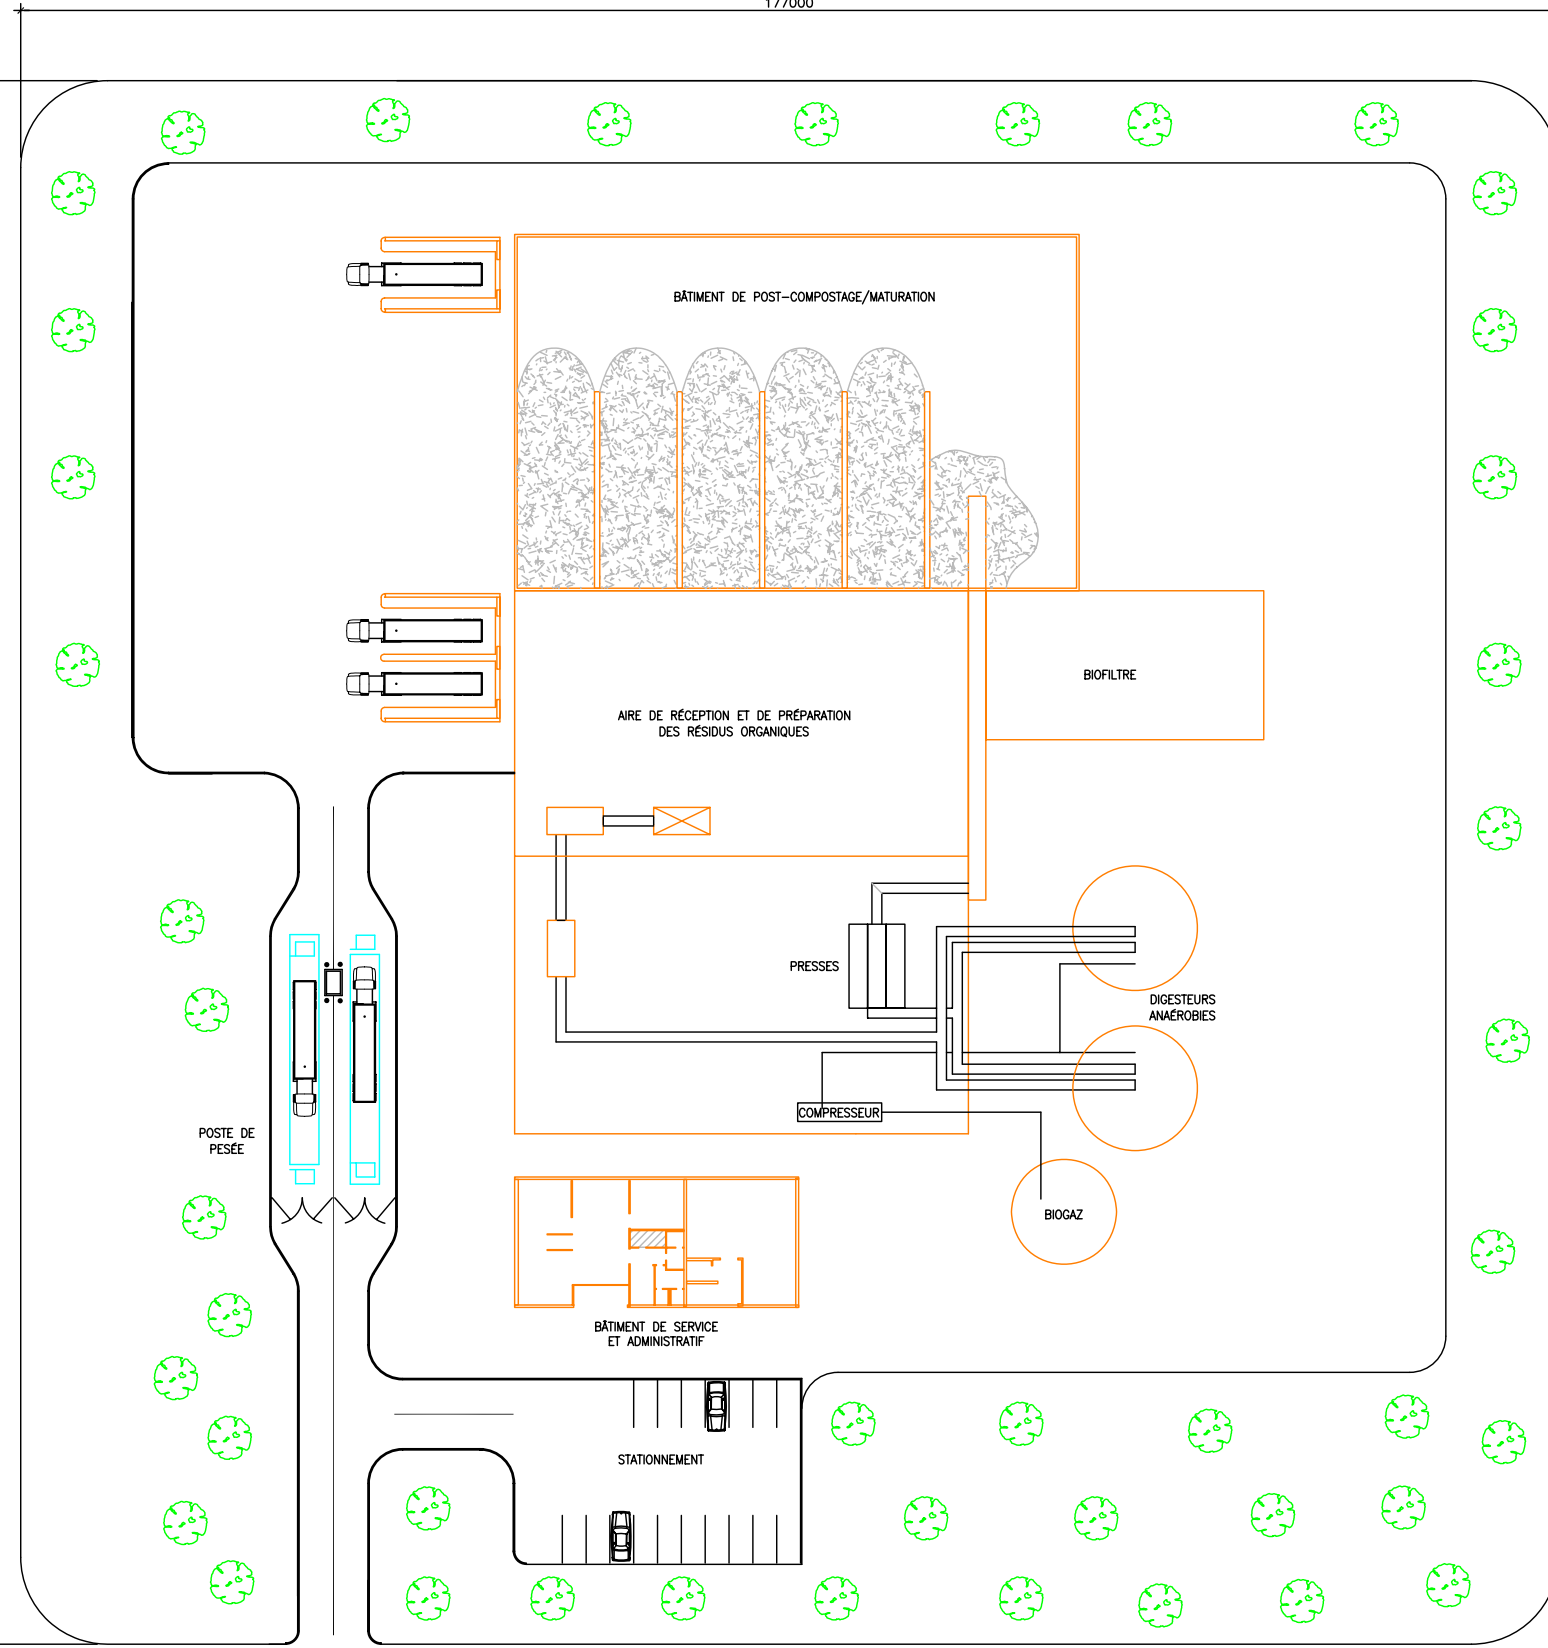 177000
BÂTIMENT DE POST-COMPOSTAGE/MATURATION
BIOFILTRE
AIRE DE RÉCEPTION ET DE PRÉPARATION
DES RÉSIDUS ORGANIQUES
PRESSES
DIGESTEURS
ANAÉROBIES
COMPRESSEUR
POSTE DE
PESÉE
BIOGAZ
BÂTIMENT DE SERVICE
ET ADMINISTRATIF
STATIONNEMENT